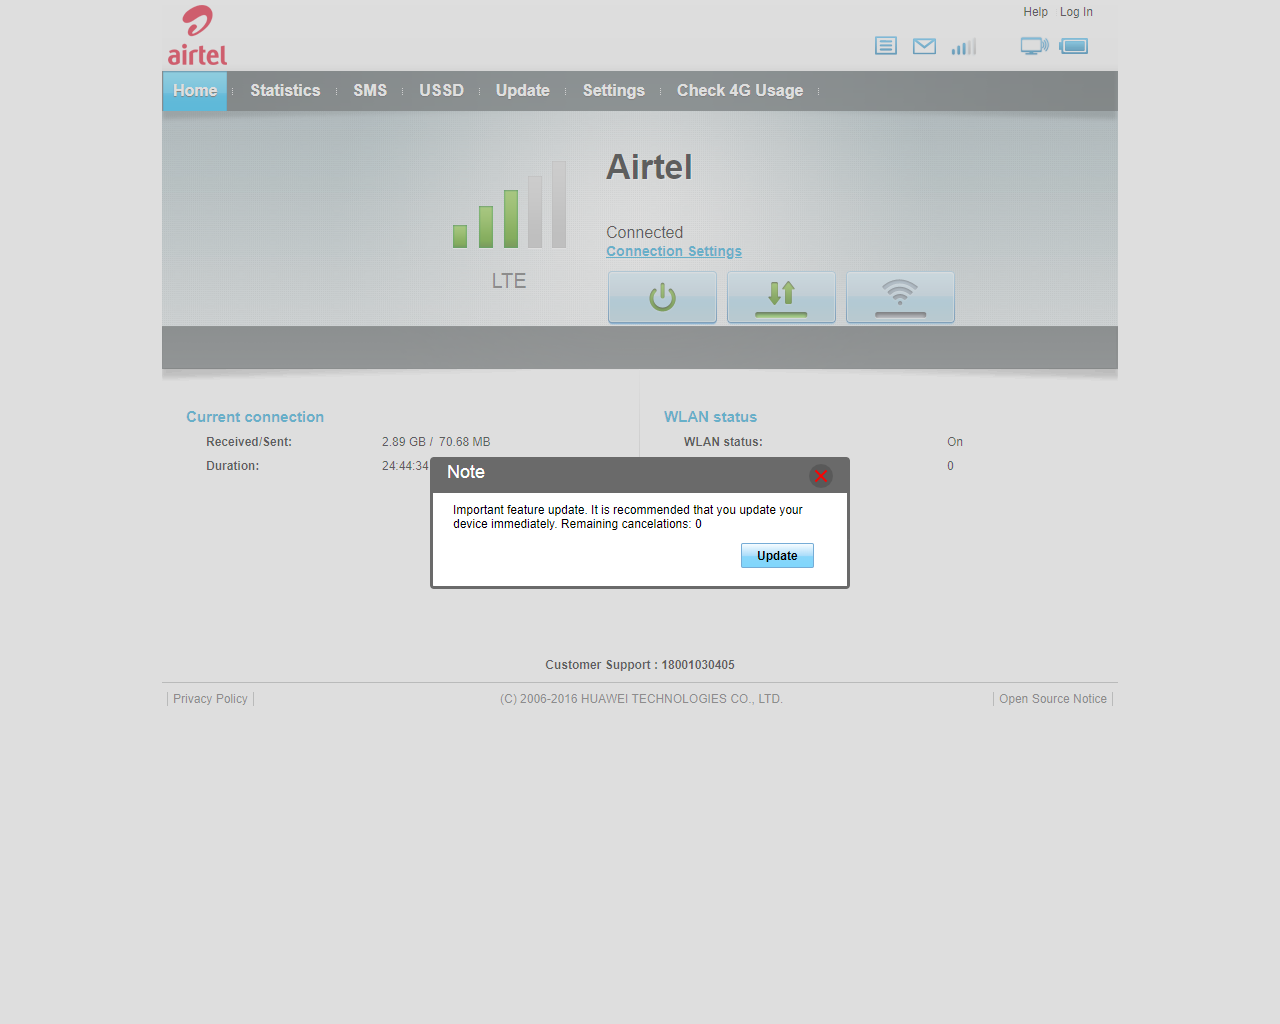 airtel
Help Log In
Home Statistics SMS USSD Update Settings Check 4G Usage
Airtel
Connected
Connection Settings
LTE
Current connection
Received/Sent: 2.89 GB / 70.68 MB
Duration: 24:44:34
WLAN status
WLAN status: On
0
Note
Important feature update. It is recommended that you update your
device immediately. Remaining cancelations: 0
Update
Customer Support : 18001030405
Privacy Policy
(C) 2006-2016 HUAWEI TECHNOLOGIES CO., LTD.
Open Source Notice